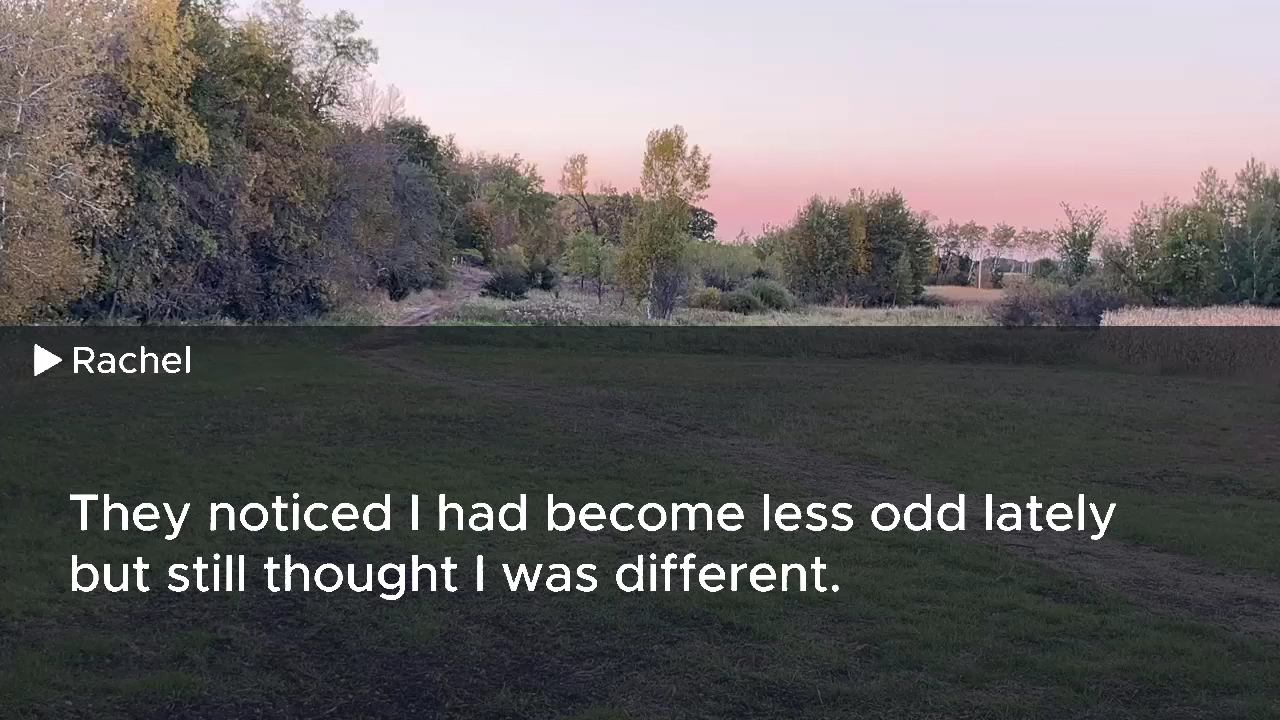 Rachel
They noticed I had become less odd lately
but still thought I was different.